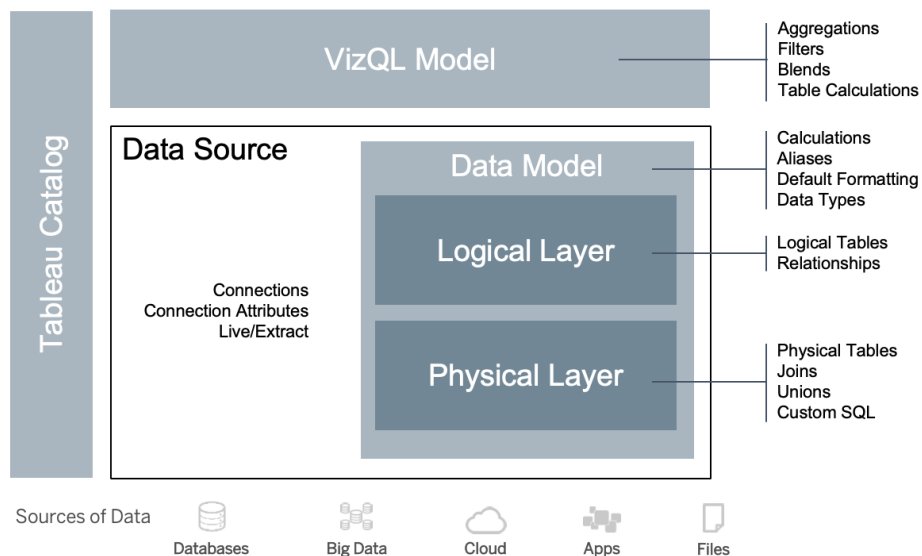 Tableau Catalog
VizQL Model
Aggregations
Filters
Blends
Table Calculations
Data Source
Data Model
Calculations
Aliases
Default Formatting
Data Types
Logical Layer
Logical Tables
Relationships
Connections
Connection Attributes
Live/Extract
Physical Layer
Physical Tables
Joins
Unions
Custom SQL
Sources of Data
Databases
Big Data
Cloud
Apps
Files